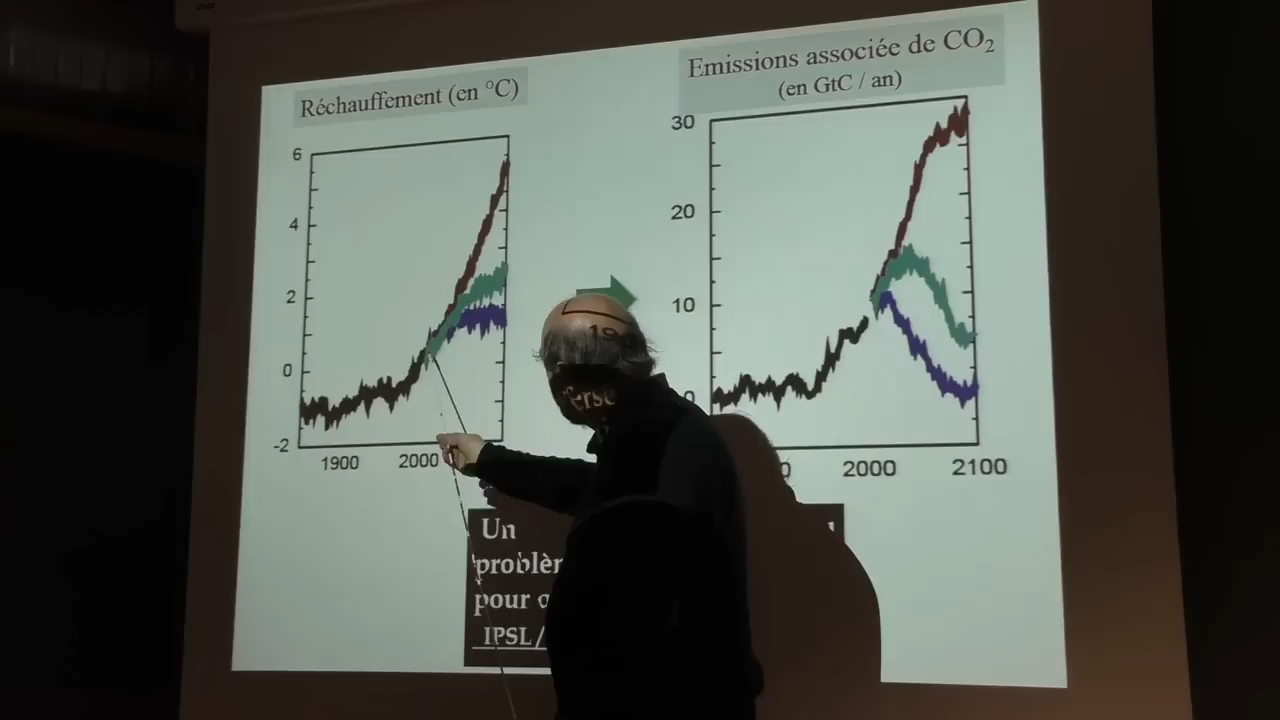 Réchauffement (en °C)
6
4
2
0
-2
1900
2000
Emissions associée de CO₂
(en GtC / an)
30
20
10
0
2000
2100
Un
pour
IPSL/